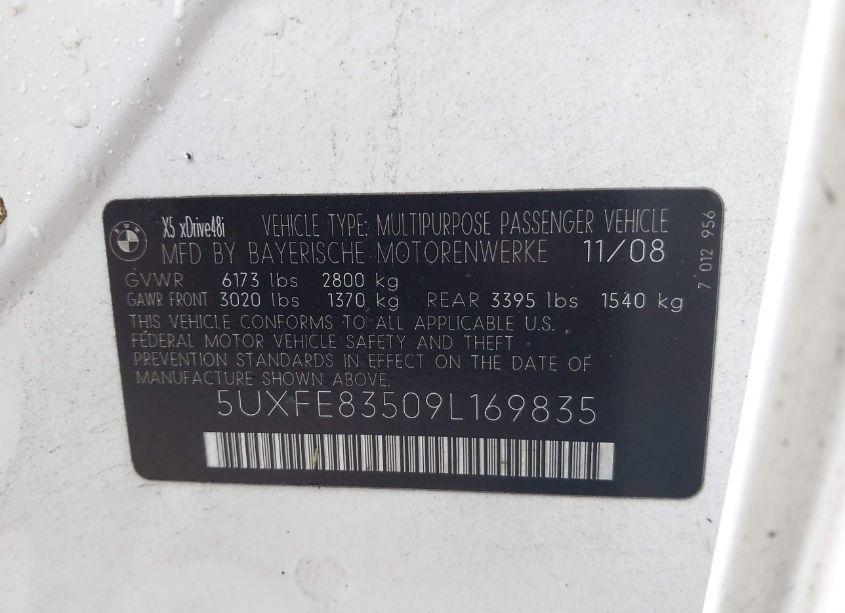 X5 xDrive48i VEHICLE TYPE: MULTIPURPOSE PASSENGER VEHICLE
MFD BY BAYERISCHE MOTORENWERKE 11/08
GVWR 6173 lbs 2800 kg
GAWR FRONT 3020 lbs 1370 kg REAR 3395 lbs 1540 kg
THIS VEHICLE CONFORMS TO ALL APPLICABLE U.S.
FEDERAL MOTOR VEHICLE SAFETY AND THEFT
PREVENTION STANDARDS IN EFFECT ON THE DATE OF
MANUFACTURE SHOWN ABOVE.
5UXFE83509L169835
7 012 956
BMW